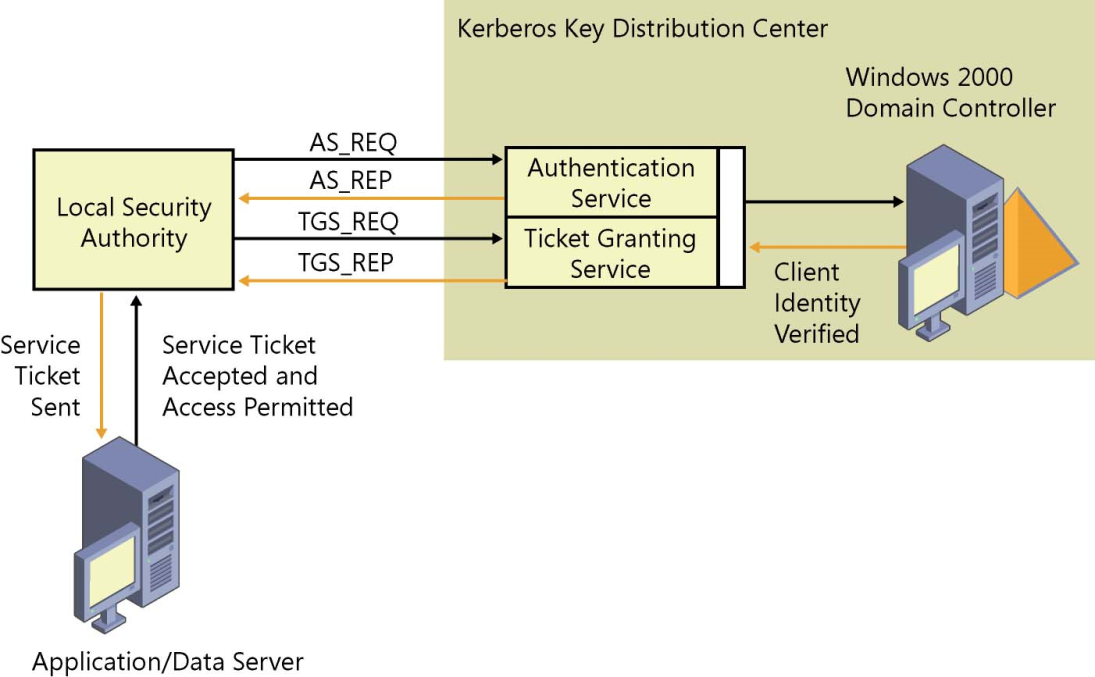 Kerberos Key Distribution Center
Windows 2000
Domain Controller
AS_REQ
AS_REP
TGS_REQ
TGS_REP
Local Security
Authority
Authentication
Service
Ticket Granting
Service
Client
Identity
Verified
Service
Ticket
Sent
Service Ticket
Accepted and
Access Permitted
Application/Data Server